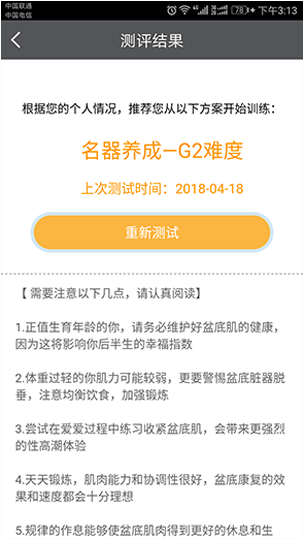 中国联通
中国电信
78
下午3:13
测评结果
根据您的个人情况，推荐您从以下方案开始训练：
名器养成—G2难度
上次测试时间：2018-04-18
重新测试
【 需要注意以下几点，请认真阅读】
1.正值生育年龄的你，请务必维护好盆底肌的健康，
因为这将影响你后半生的幸福指数
2.体重过轻的你肌力可能较弱，更要警惕盆底脏器脱
垂，注意均衡饮食，加强锻炼
3.尝试在爱爱过程中练习收紧盆底肌，会带来更强烈
的性高潮体验
4.天天锻炼，肌肉能力和协调性很好，盆底康复的效
果和速度都会十分理想
5.规律的作息能够使盆底肌肉得到更好的休息和生